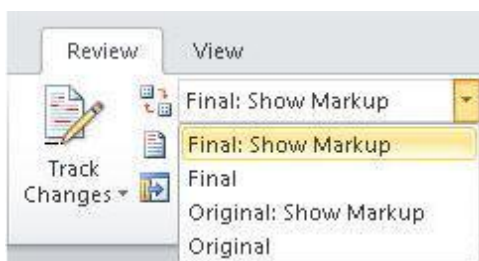 Review View
Final: Show Markup
Final: Show Markup
Track
Final
Changes
Original: Show Markup
Original